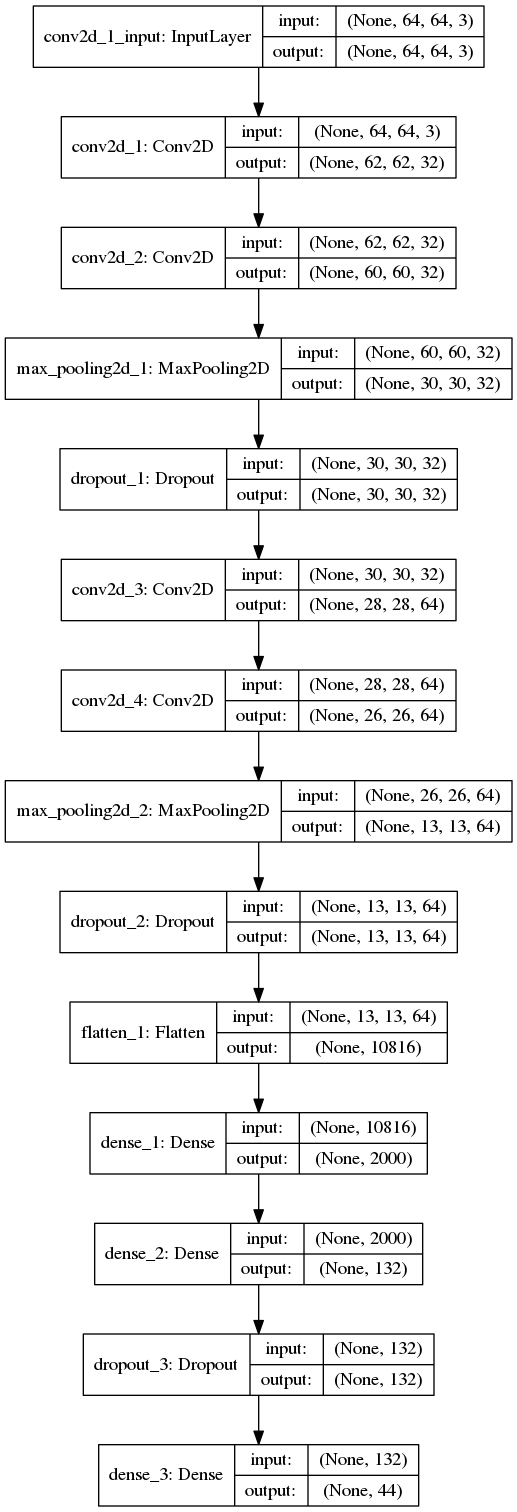 conv2d_1_input: InputLayer
input: (None, 64, 64, 3)
output: (None, 64, 64, 3)
conv2d_1: Conv2D
input: (None, 64, 64, 3)
output: (None, 62, 62, 32)
conv2d_2: Conv2D
input: (None, 62, 62, 32)
output: (None, 60, 60, 32)
max_pooling2d_1: MaxPooling2D
input: (None, 60, 60, 32)
output: (None, 30, 30, 32)
dropout_1: Dropout
input: (None, 30, 30, 32)
output: (None, 30, 30, 32)
conv2d_3: Conv2D
input: (None, 30, 30, 32)
output: (None, 28, 28, 64)
conv2d_4: Conv2D
input: (None, 28, 28, 64)
output: (None, 26, 26, 64)
max_pooling2d_2: MaxPooling2D
input: (None, 26, 26, 64)
output: (None, 13, 13, 64)
dropout_2: Dropout
input: (None, 13, 13, 64)
output: (None, 13, 13, 64)
flatten_1: Flatten
input: (None, 13, 13, 64)
output: (None, 10816)
dense_1: Dense
input: (None, 10816)
output: (None, 2000)
dense_2: Dense
input: (None, 2000)
output: (None, 132)
dropout_3: Dropout
input: (None, 132)
output: (None, 132)
dense_3: Dense
input: (None, 132)
output: (None, 44)